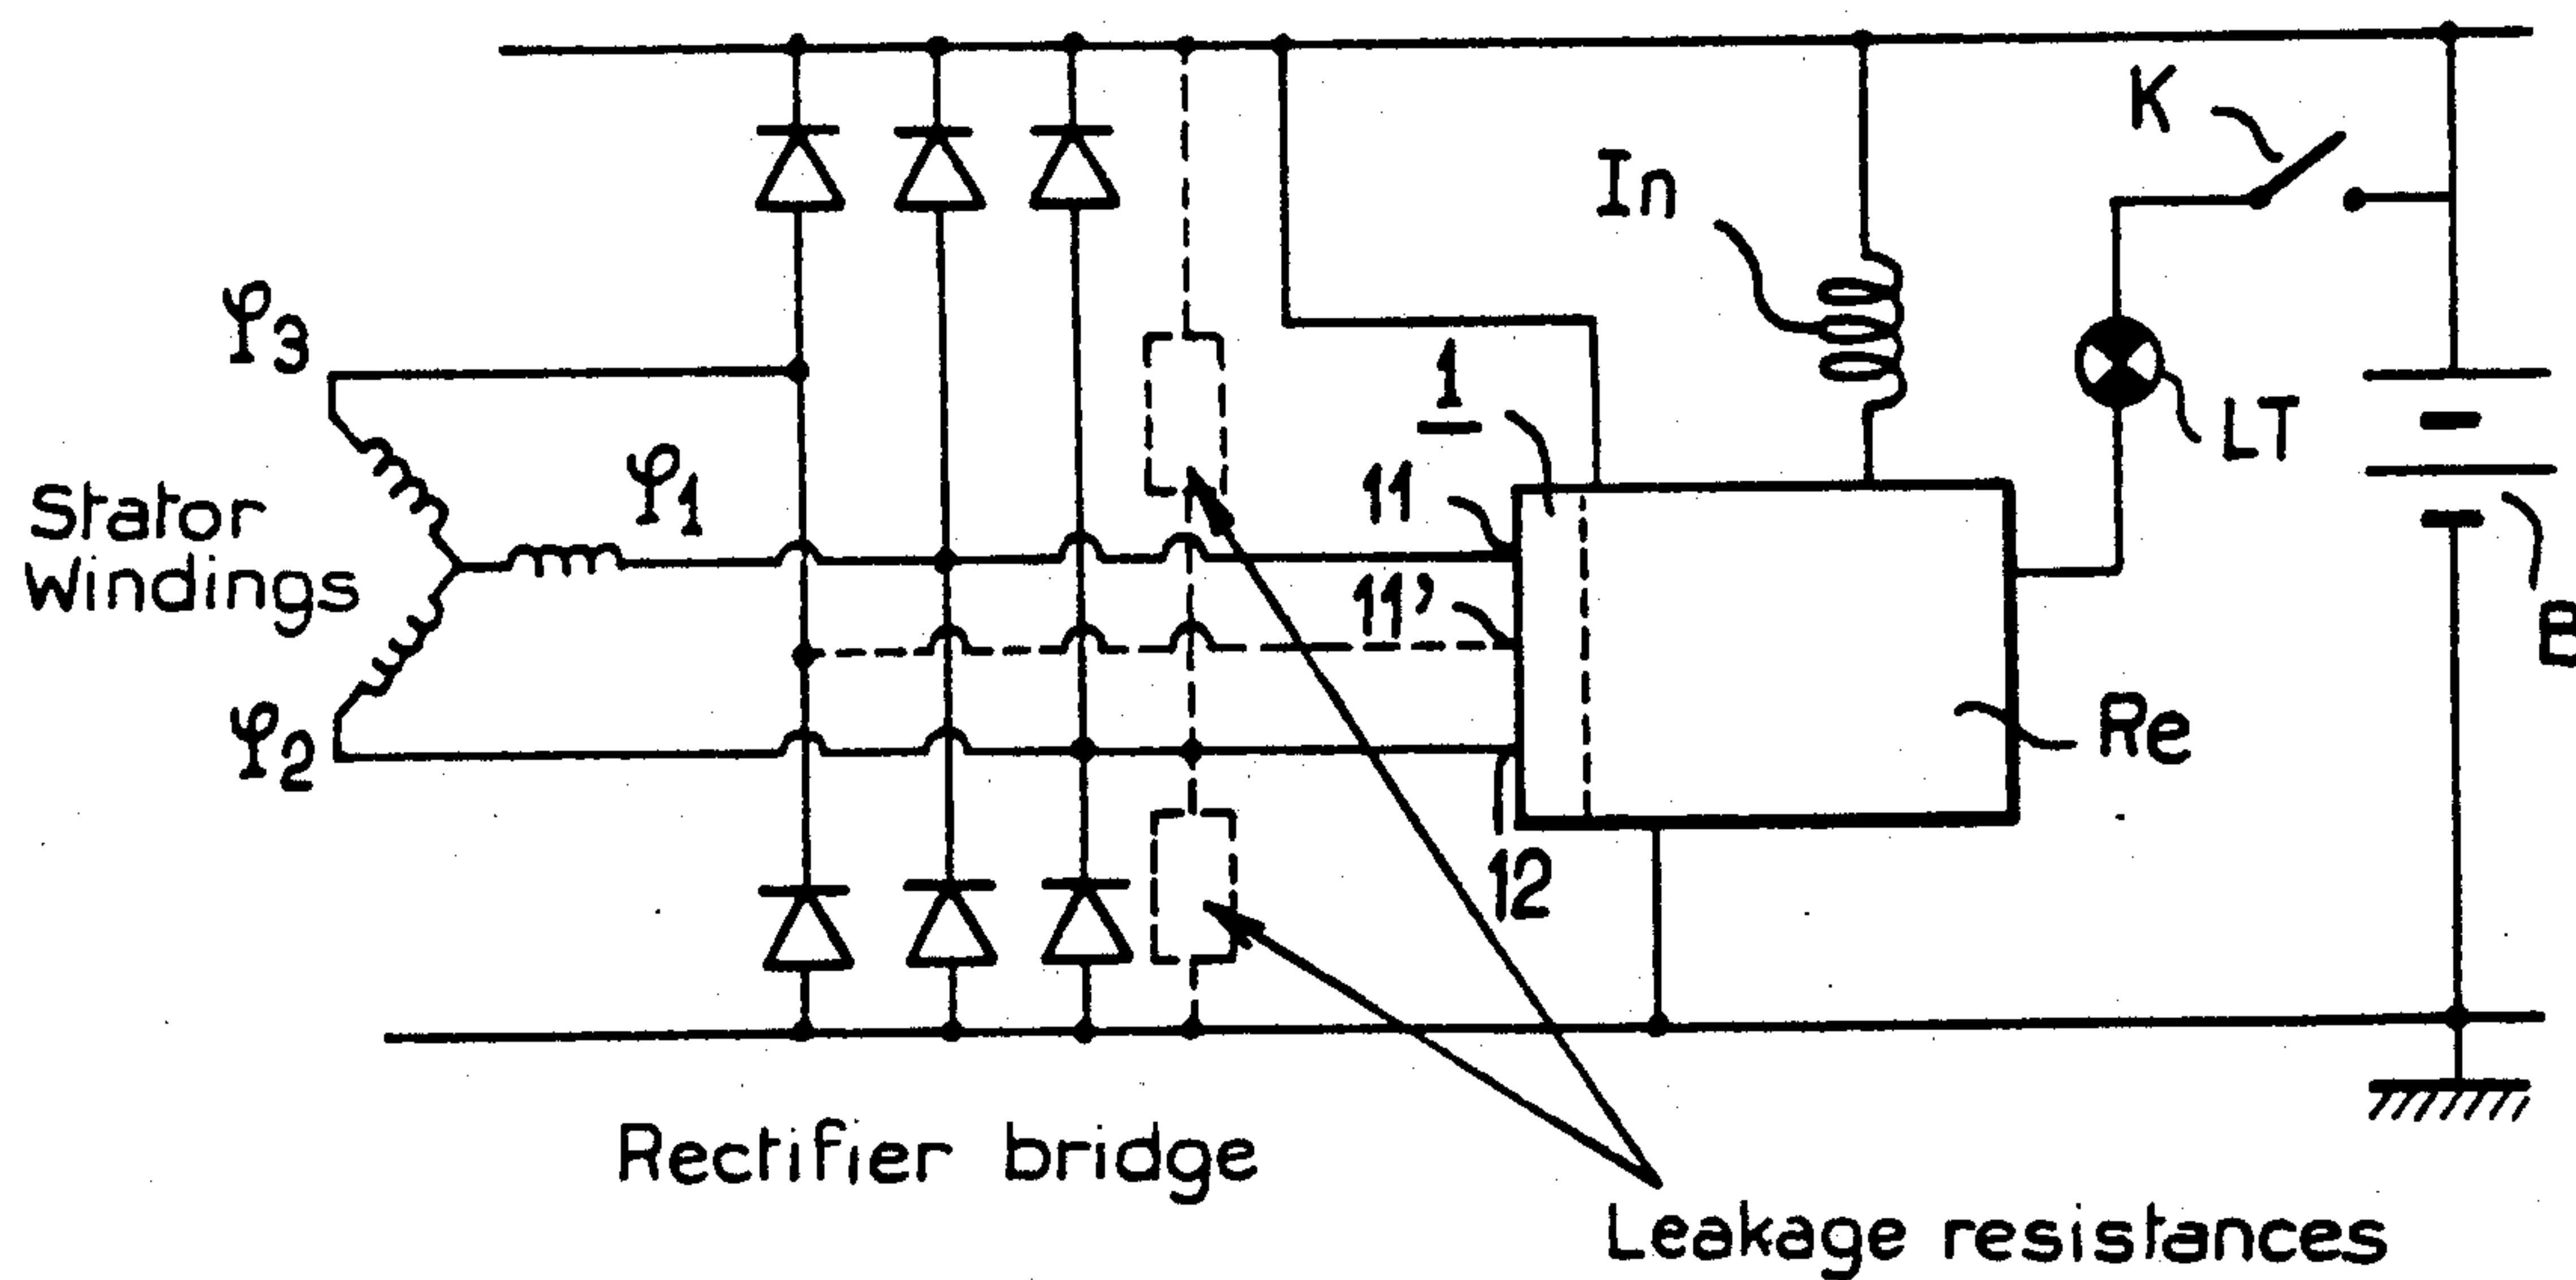 K
In
φ3
1
LT
φ1
11
Stator
Windings
11’
B
φ2
Re
12
Rectifier bridge
Leakage resistances